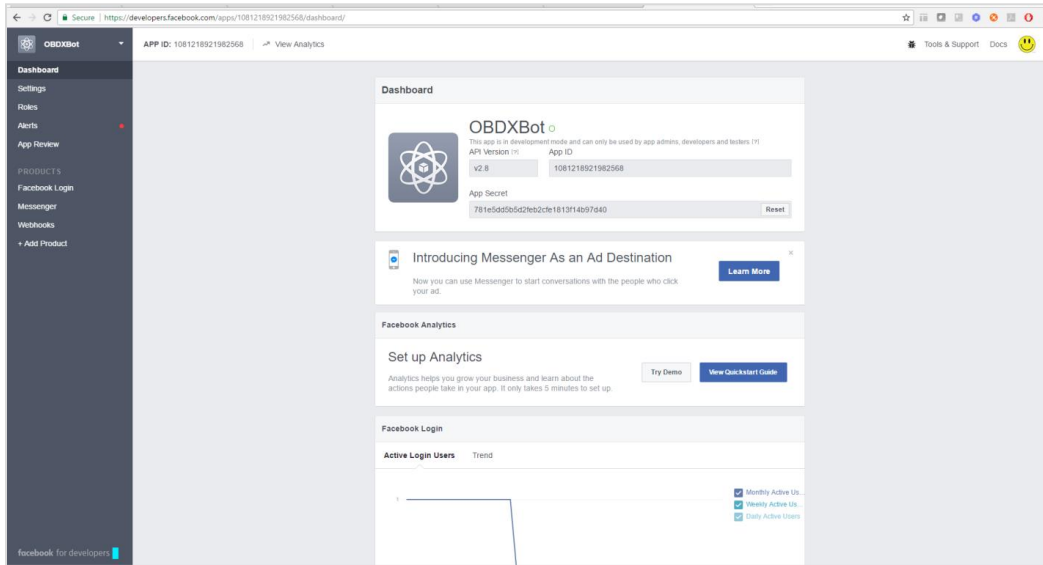 Secure | https://developers.facebook.com/apps/1081218921982568/dashboard/
OBDXBot
APP ID: 1081218921982568
View Analytics
Tools & Support Docs
Dashboard
Settings
Roles
Alerts
App Review
PRODUCTS
Facebook Login
Messenger
Webhooks
+ Add Product
facebook for developers
Dashboard
OBDXBot
This app is in development mode and can only be used by app admins, developers and testers [?]
API Version [?] App ID
v2.8 1081218921982568
App Secret
781e5dd5b5d2feb2cfe1813f14b97d40 Reset
Introducing Messenger As an Ad Destination
Now you can use Messenger to start conversations with the people who click
your ad.
Learn More
Facebook Analytics
Set up Analytics
Analytics helps you grow your business and learn about the
actions people take in your app. It only takes 5 minutes to set up.
Try Demo View Quickstart Guide
Facebook Login
Active Login Users Trend
1
Monthly Active Us...
Weekly Active Us...
Daily Active Users